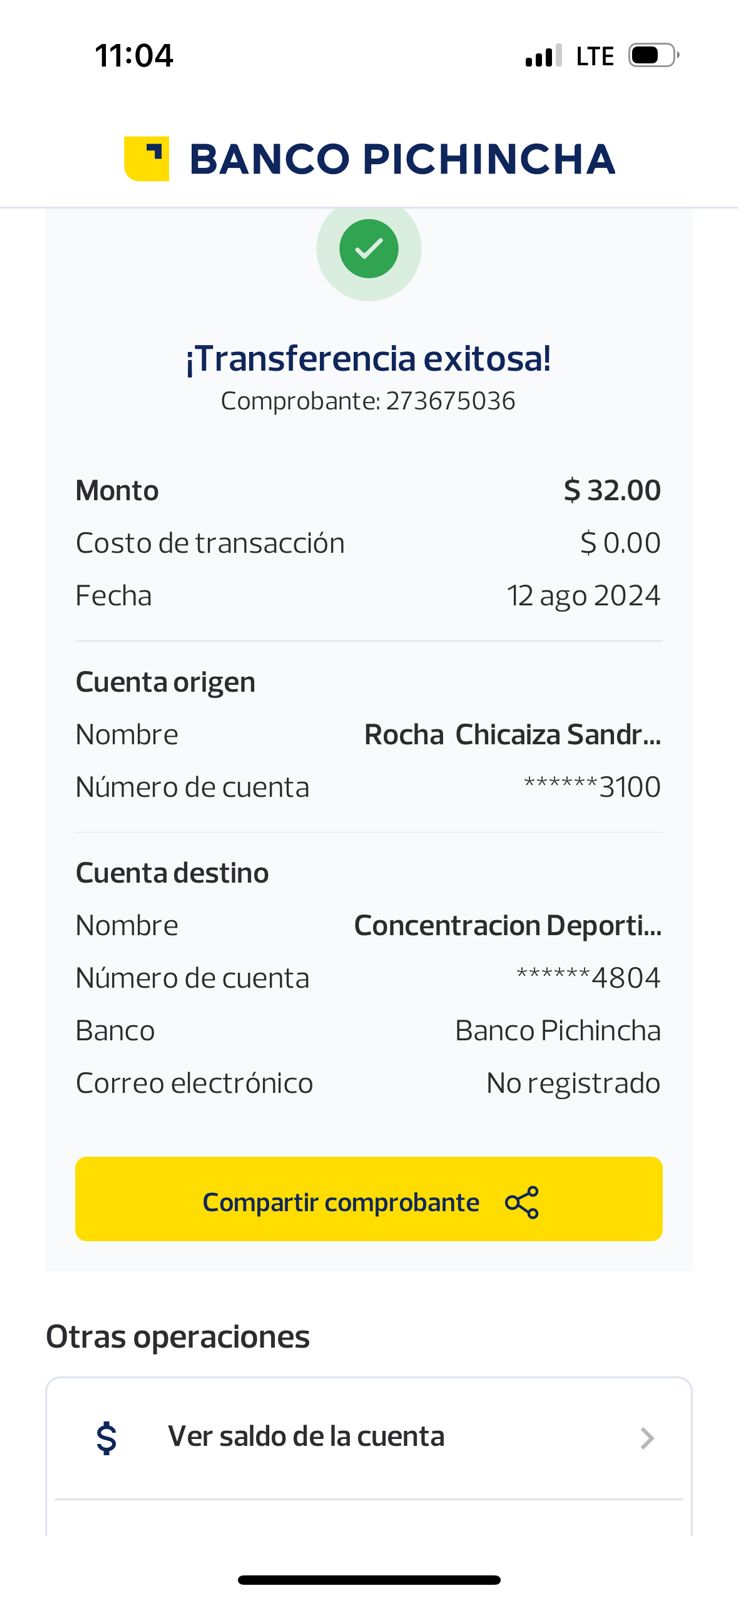 11:04 LTE
BANCO PICHINCHA
¡Transferencia exitosa!
Comprobante: 273675036
Monto $ 32.00
Costo de transacción $ 0.00
Fecha 12 ago 2024
Cuenta origen
Nombre Rocha  Chicaiza Sandr...
Número de cuenta ******3100
Cuenta destino
Nombre Concentracion Deporti...
Número de cuenta ******4804
Banco Banco Pichincha
Correo electrónico No registrado
Compartir comprobante
Otras operaciones
$ Ver saldo de la cuenta